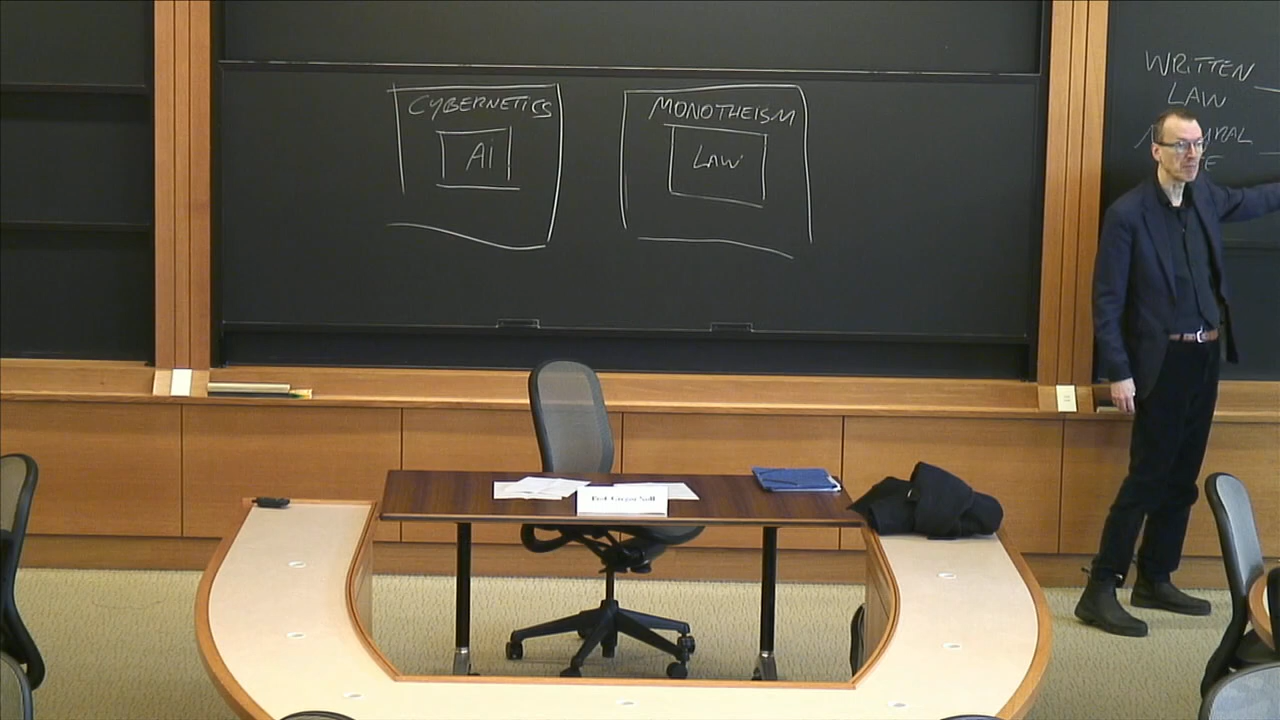 CYBERNETICS
AI
MONOTHEISM
LAW
WRITTEN
LAW